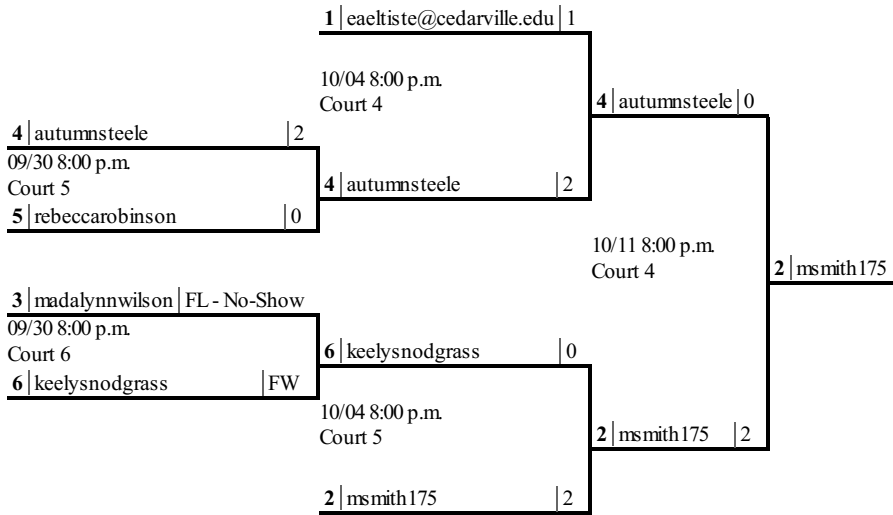 1 eaeltiste@cedarville.edu 1
10/04 8:00 p.m.
Court 4
4 autumnsteele 0
4 autumnsteele 2
09/30 8:00 p.m.
Court 5
4 autumnsteele 2
5 rebeccarobinson 0
10/11 8:00 p.m.
Court 4
2 msmith175
3 madalynnwilson FL - No-Show
09/30 8:00 p.m.
Court 6
6 keelysnodgrass 0
6 keelysnodgrass FW
10/04 8:00 p.m.
Court 5
2 msmith175 2
2 msmith175 2